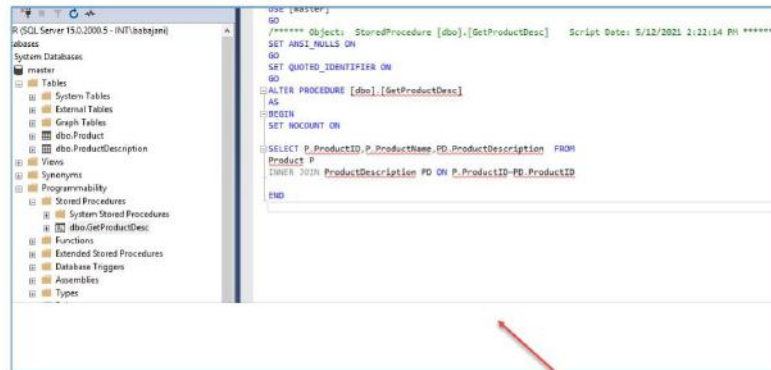 R (SQL Server 15.0.2000.5 - INT\babajani)
abases
System Databases
master
Tables
System Tables
External Tables
Graph Tables
dbo.Product
dbo.ProductDescription
Views
Synonyms
Programmability
Stored Procedures
System Stored Procedures
dbo.GetProductDesc
Functions
Extended Stored Procedures
Database Triggers
Assemblies
Types
USE [master]
GO
/****** Object: StoredProcedure [dbo].[GetProductDesc] Script Date: 5/12/2021 2:22:14 PM ******
SET ANSI_NULLS ON
GO
SET QUOTED_IDENTIFIER ON
GO
ALTER PROCEDURE [dbo].[GetProductDesc]
AS
BEGIN
SET NOCOUNT ON
SELECT P.ProductID,P.ProductName,PD.ProductDescription FROM
Product P
INNER JOIN ProductDescription PD ON P.ProductID=PD.ProductID
END